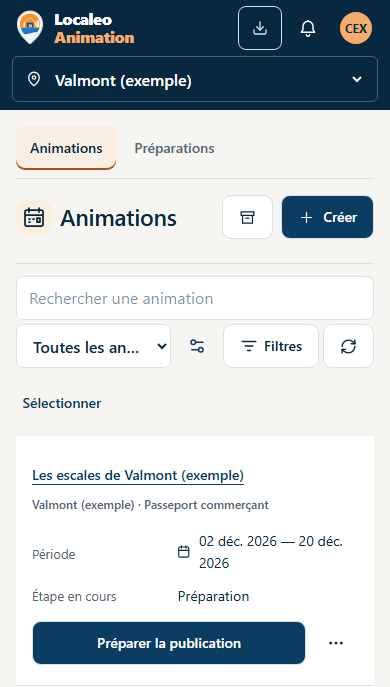 Localeo
Animation
CEX
Valmont (exemple)
Animations
Préparations
Animations
Créer
Rechercher une animation
Toutes les an...
Filtres
Sélectionner
Les escales de Valmont (exemple)
Valmont (exemple) · Passeport commerçant
Période
02 déc. 2026 — 20 déc.
2026
Étape en cours
Préparation
Préparer la publication